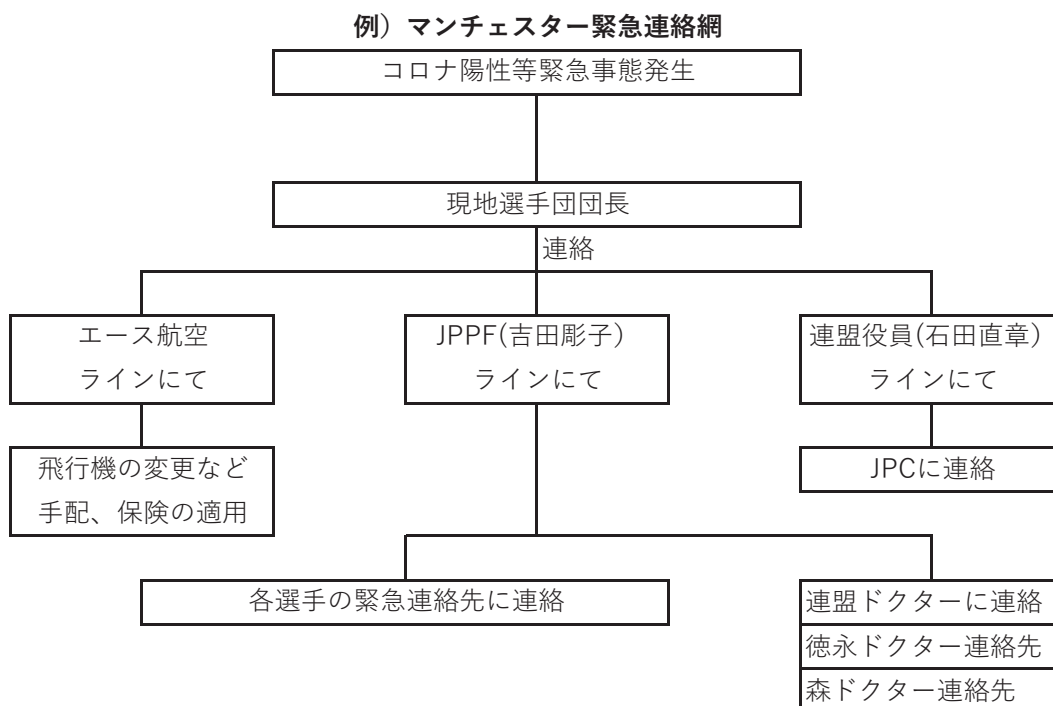 例）マンチェスター緊急連絡網
コロナ陽性等緊急事態発生
現地選手団団長
連絡
エース航空
ラインにて
JPPF(吉田彫子)
ラインにて
連盟役員(石田直章)
ラインにて
飛行機の変更など
手配、保険の適用
JPCに連絡
各選手の緊急連絡先に連絡
連盟ドクターに連絡
徳永ドクター連絡先
森ドクター連絡先